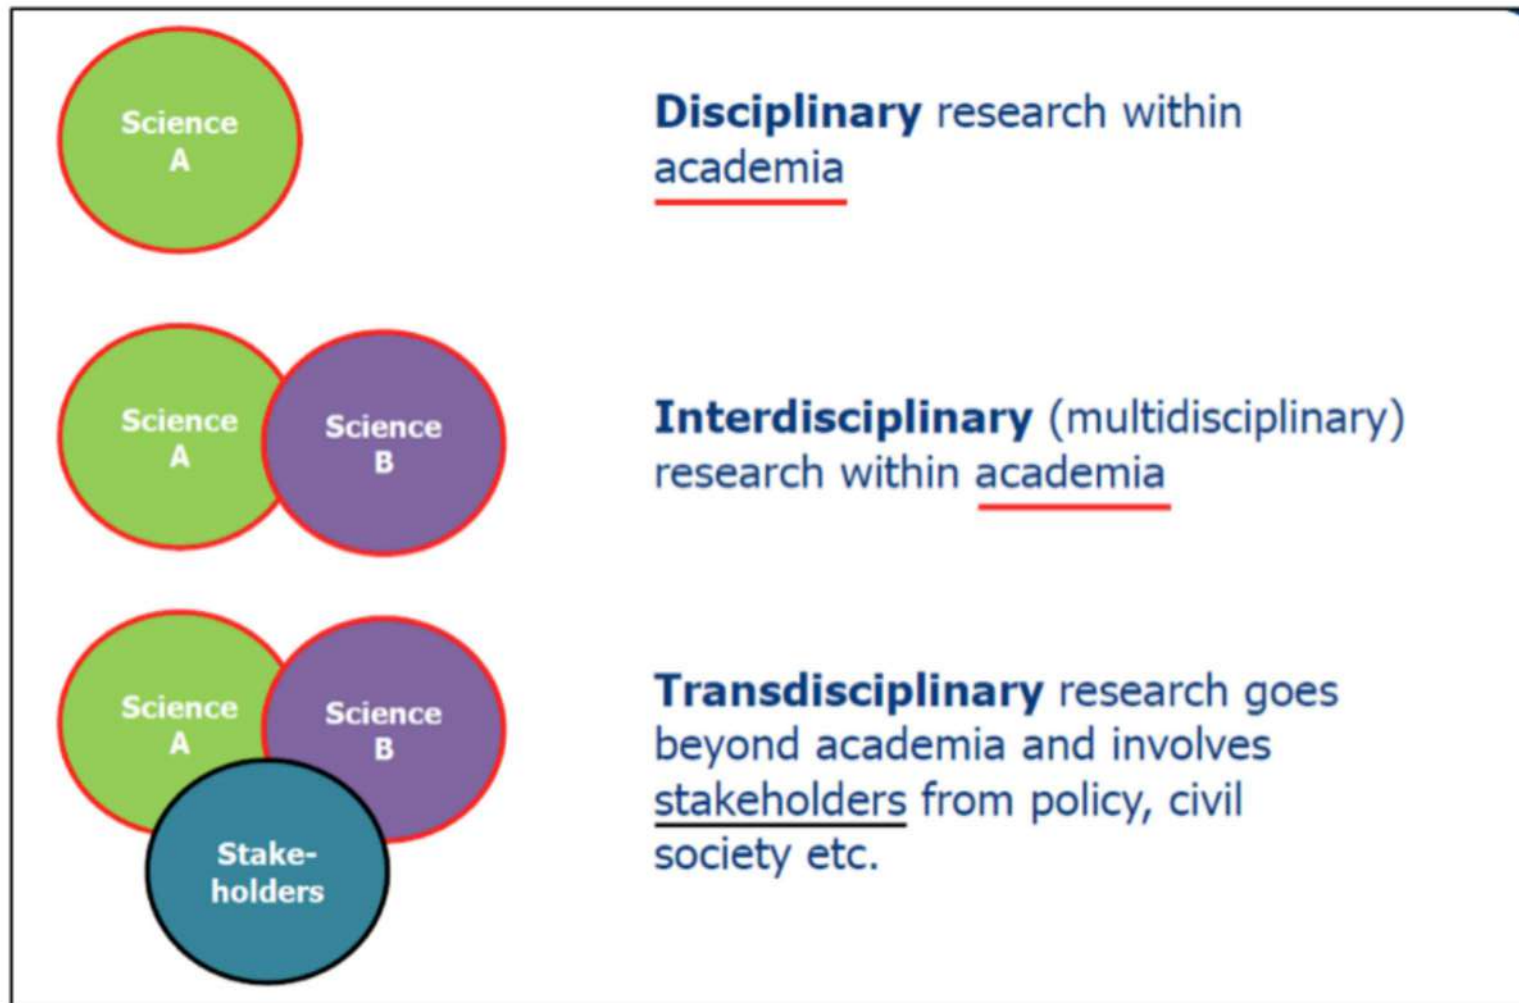 Science
A
Disciplinary research within
academia
Science
A
Science
B
Interdisciplinary (multidisciplinary)
research within academia
Science
A
Science
B
Stake-
holders
Transdisciplinary research goes
beyond academia and involves
stakeholders from policy, civil
society etc.